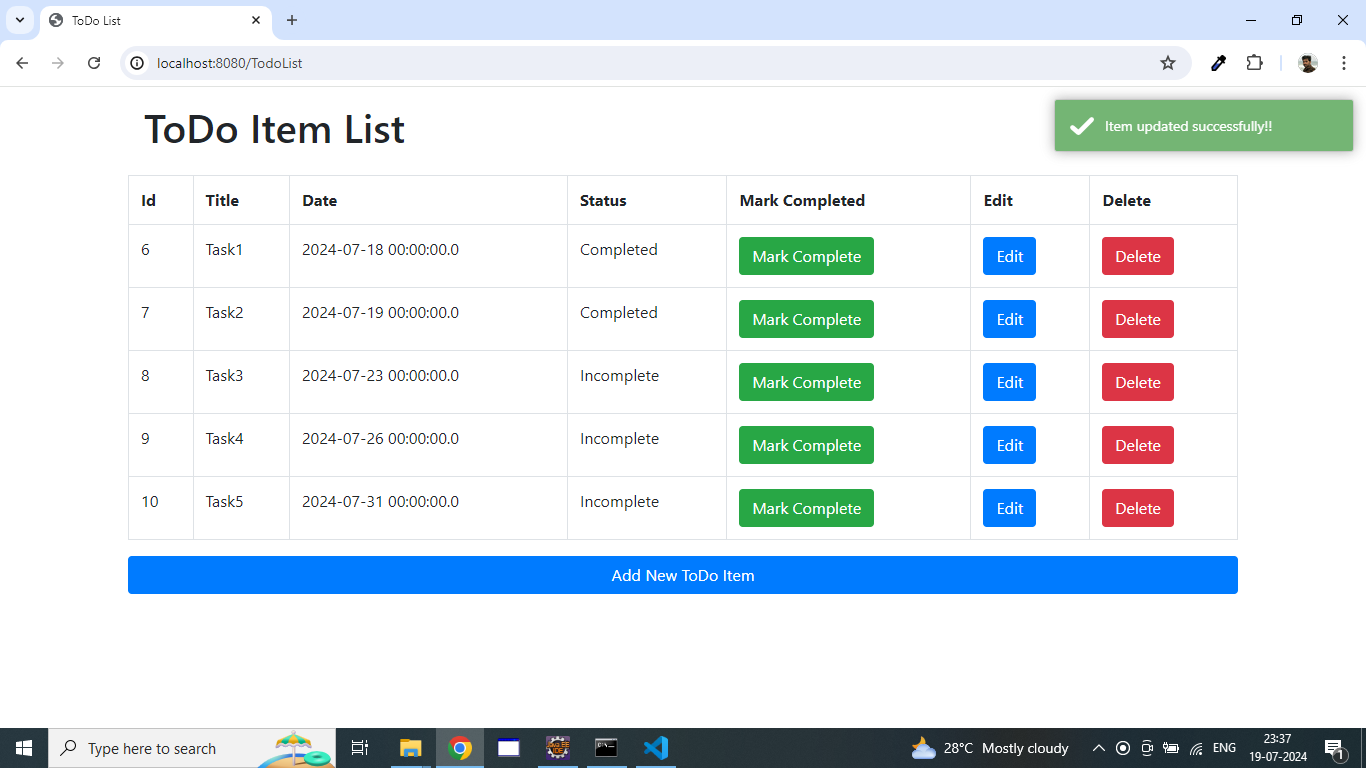 ToDo List
localhost:8080/TodoList
ToDo Item List
Item updated successfully!!
Id Title Date Status Mark Completed Edit Delete
6 Task1 2024-07-18 00:00:00.0 Completed Mark Complete Edit Delete
7 Task2 2024-07-19 00:00:00.0 Completed Mark Complete Edit Delete
8 Task3 2024-07-23 00:00:00.0 Incomplete Mark Complete Edit Delete
9 Task4 2024-07-26 00:00:00.0 Incomplete Mark Complete Edit Delete
10 Task5 2024-07-31 00:00:00.0 Incomplete Mark Complete Edit Delete
Add New ToDo Item
Type here to search
28°C Mostly cloudy
ENG
23:37
19-07-2024
1